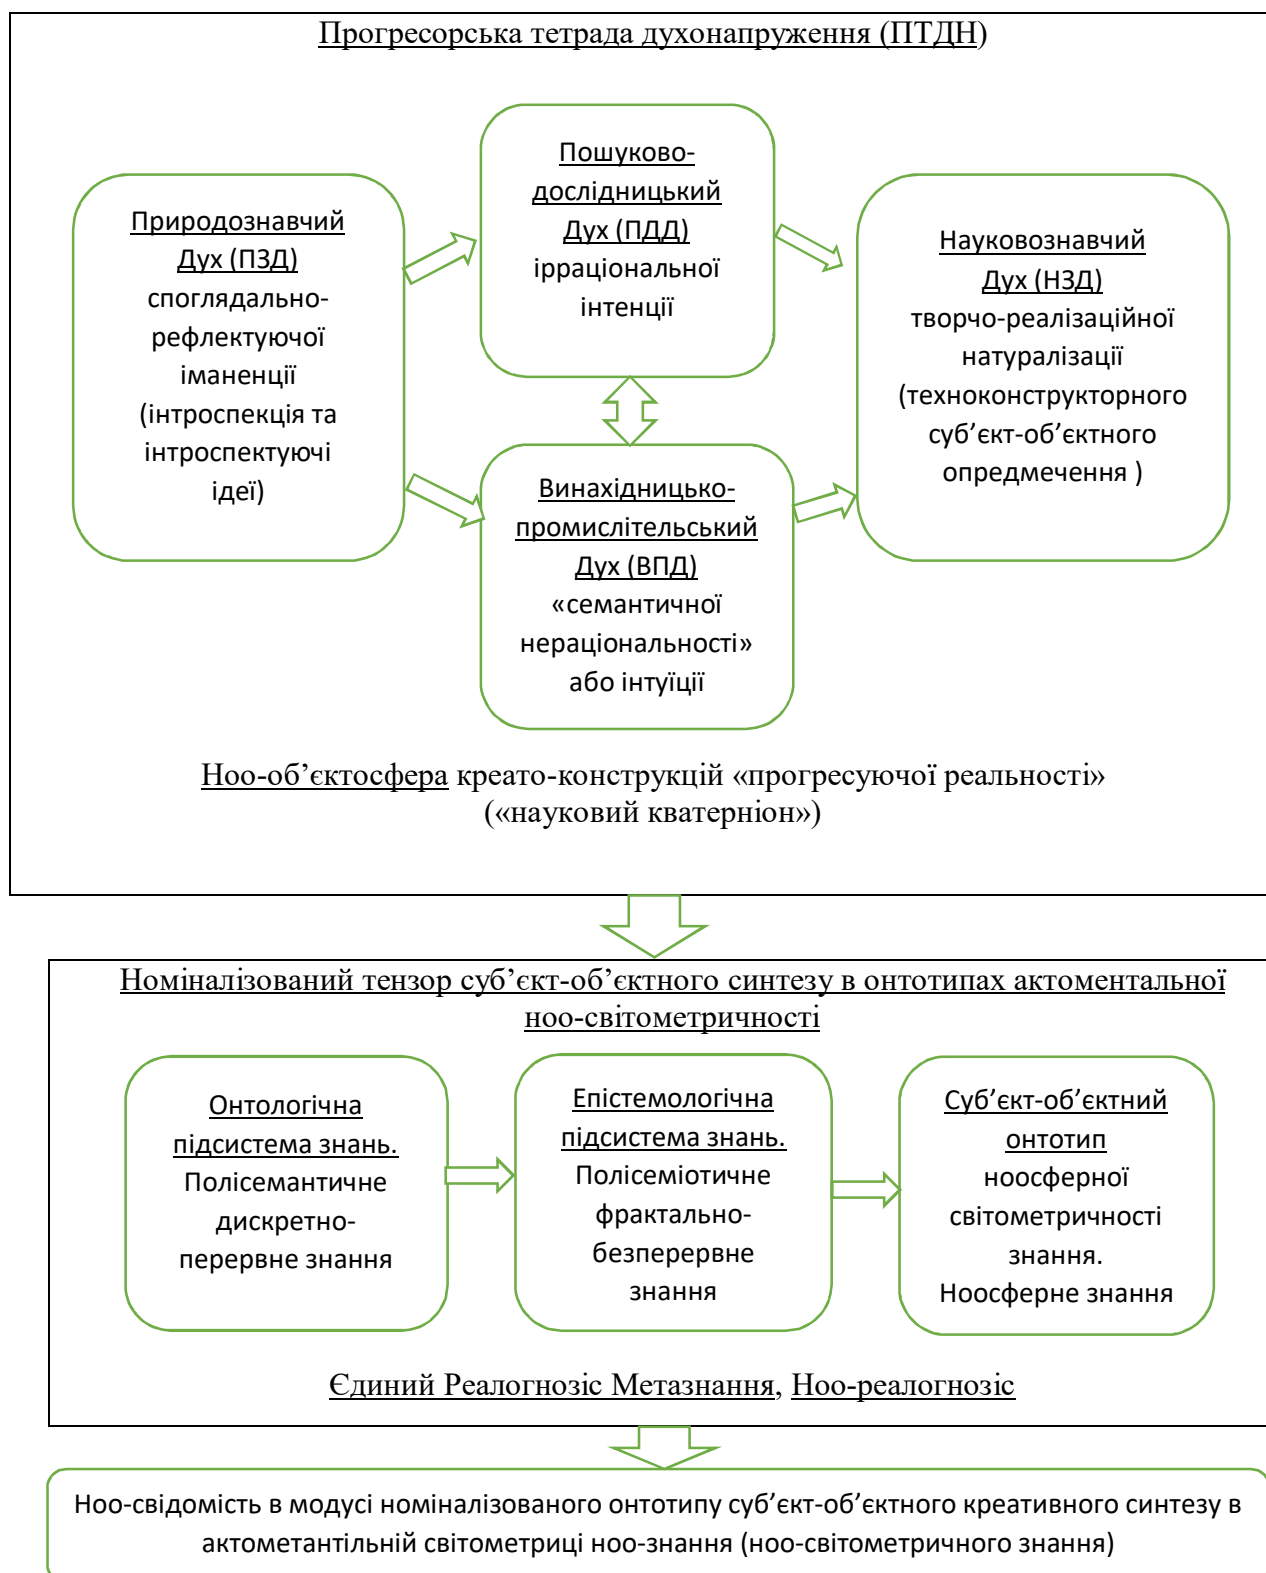 Прогресорська тетрада духонапруження (ПТДН)
Природознавчий
Дух (ПЗД)
споглядально-
рефлектуючої
іманенції
(інтроспекція та
інтроспектуючі
ідеї)
Пошуково-
дослідницький
Дух (ПДД)
ірраціональної
інтенції
Винахідницько-
промислітельський
Дух (ВПД)
«семантичної
нераціональності»
або інтуїції
Науковознавчий
Дух (НЗД)
творчо-реалізаційної
натуралізації
(техноконструкторного
суб’єкт-об’єктного
опредмечення )
Ноо-об’єктосфера креато-конструкцій «прогресуючої реальності»
(«науковий кватерніон»)
Номіналізований тензор суб’єкт-об’єктного синтезу в онтотипах актоментальної
ноо-світометричності
Онтологічна
підсистема знань.
Полісемантичне
дискретно-
перервне знання
Епістемологічна
підсистема знань.
Полісеміотичне
фрактально-
безперервне
знання
Суб’єкт-об’єктний
онтотип
ноосферної
світометричності
знання.
Ноосферне знання
Єдиний Реалогнозіс Метазнання, Ноо-реалогнозіс
Ноо-свідомість в модусі номіналізованого онтотипу суб’єкт-об’єктного креативного синтезу в
актометантільній світометриці ноо-знання (ноо-світометричного знання)